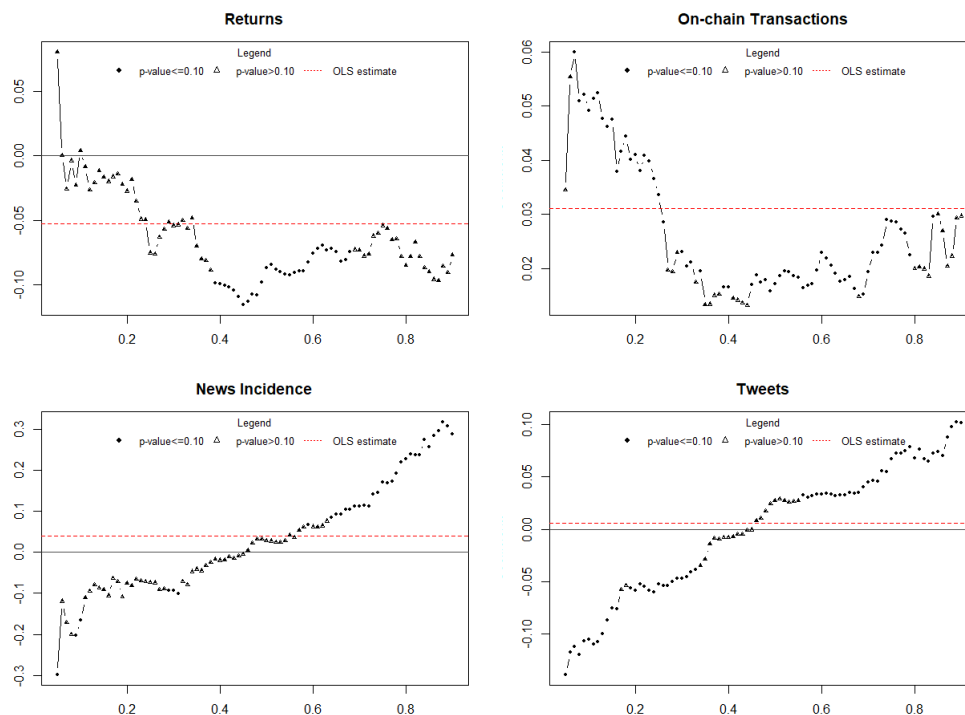 Returns
Legend
p-value<=0.10 p-value>0.10 OLS estimate
0.05
0.00
-0.05
-0.10
0.2 0.4 0.6 0.8
On-chain Transactions
Legend
p-value<=0.10 p-value>0.10 OLS estimate
0.06
0.05
0.04
0.03
0.02
0.2 0.4 0.6 0.8
News Incidence
Legend
p-value<=0.10 p-value>0.10 OLS estimate
0.3
0.2
0.1
0.0
-0.1
-0.2
-0.3
0.2 0.4 0.6 0.8
Tweets
Legend
p-value<=0.10 p-value>0.10 OLS estimate
0.10
0.05
0.00
-0.05
-0.10
0.2 0.4 0.6 0.8